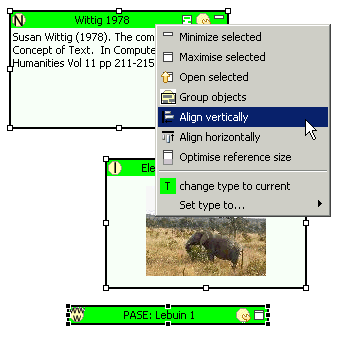 N Wittig 1978
Susan Wittig (1978). The com
Concept of Text. In Compute
Humanities Vol 11 pp 211-215
Minimize selected
Maximise selected
Open selected
Group objects
Align vertically
Align horizontally
Optimise reference size
T change type to current
Set type to...
I Ele
W PASE: Lebuin 1